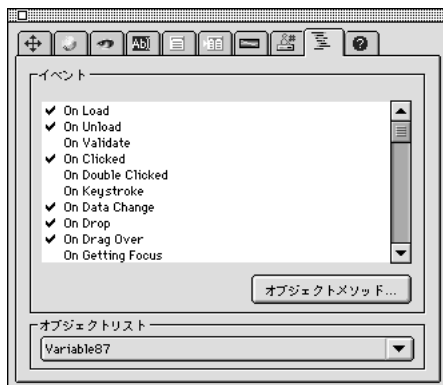 Ab
?
イベント
✔ On Load
✔ On Unload
On Validate
✔ On Clicked
On Double Clicked
On Keystroke
✔ On Data Change
✔ On Drop
✔ On Drag Over
On Getting Focus
オブジェクトメソッド...
オブジェクトリスト
Variable87